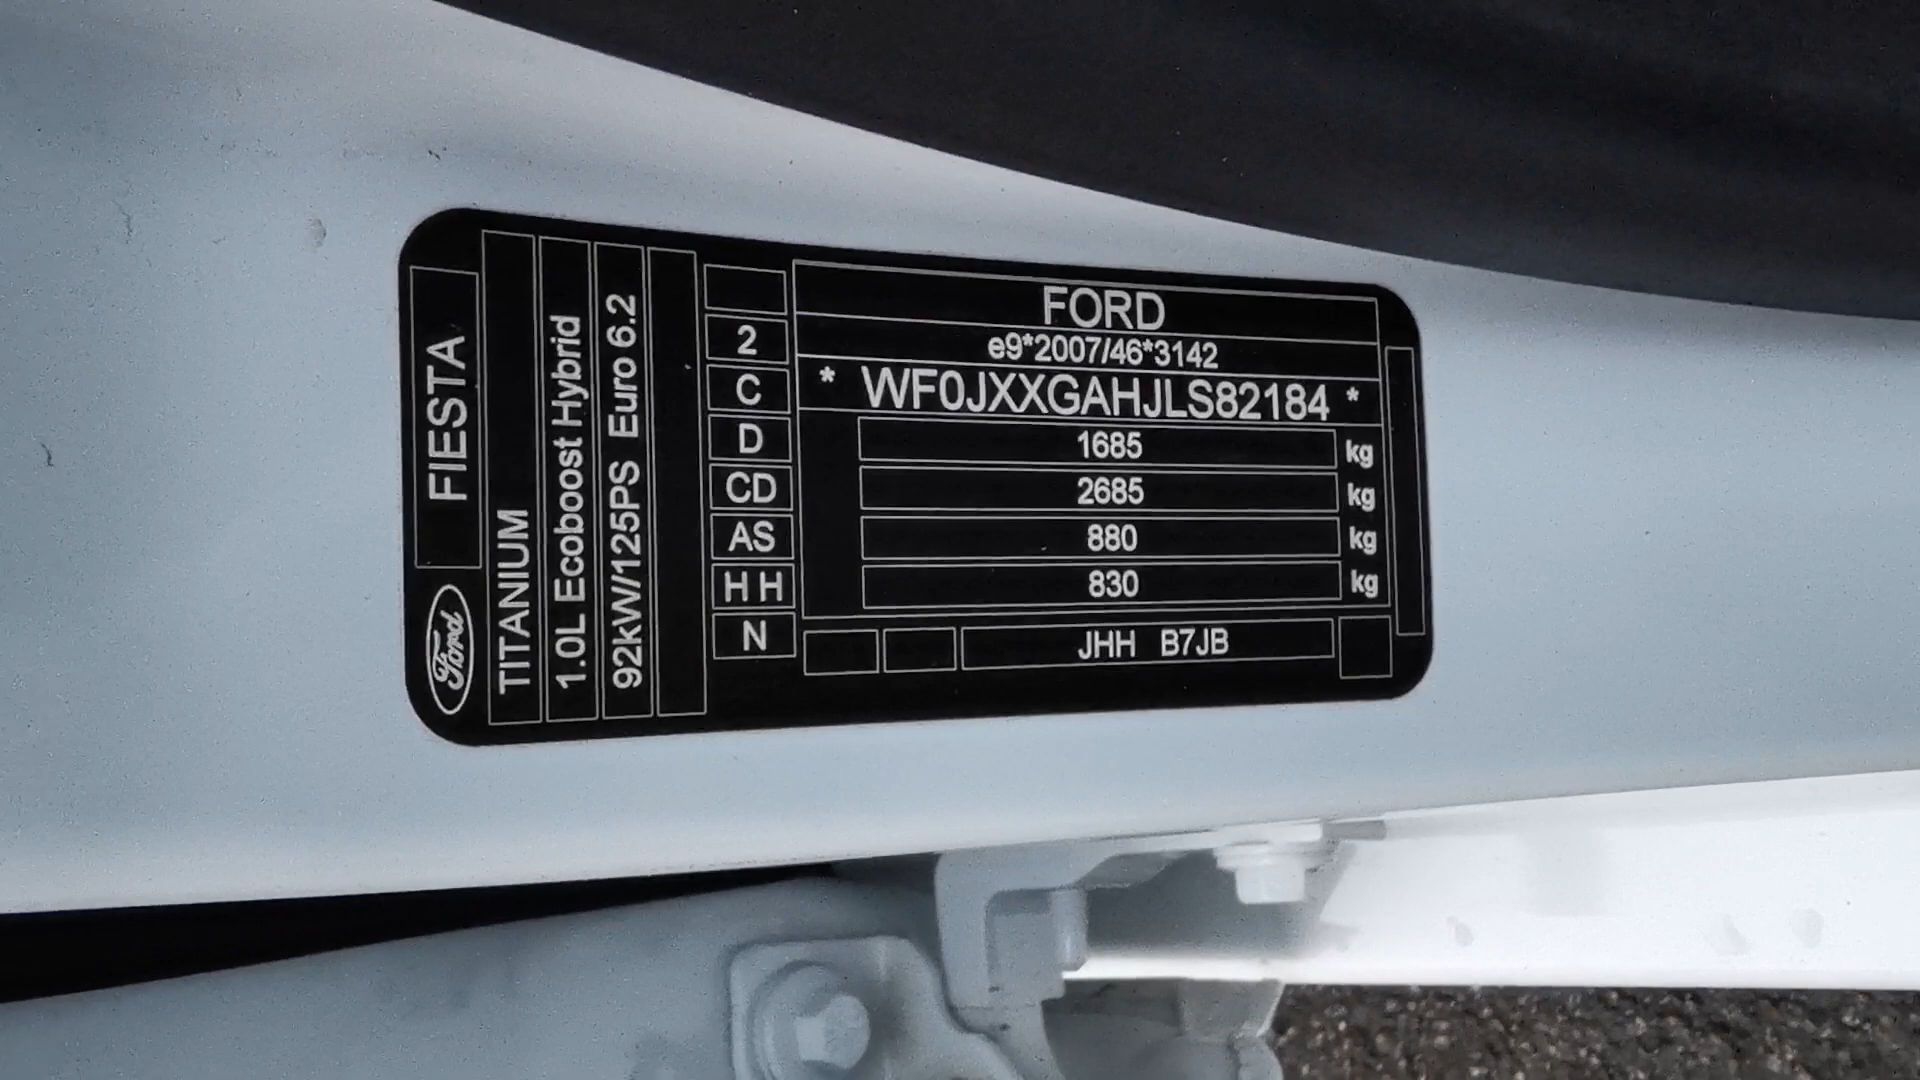 Ford
FIESTA
TITANIUM
1.0L Ecoboost Hybrid
92kW/125PS Euro 6.2
FORD
2 e9*2007/46*3142
C * WF0JXXGAHJLS82184 *
D 1685 kg
CD 2685 kg
AS 880 kg
HH 830 kg
N JHH B7JB